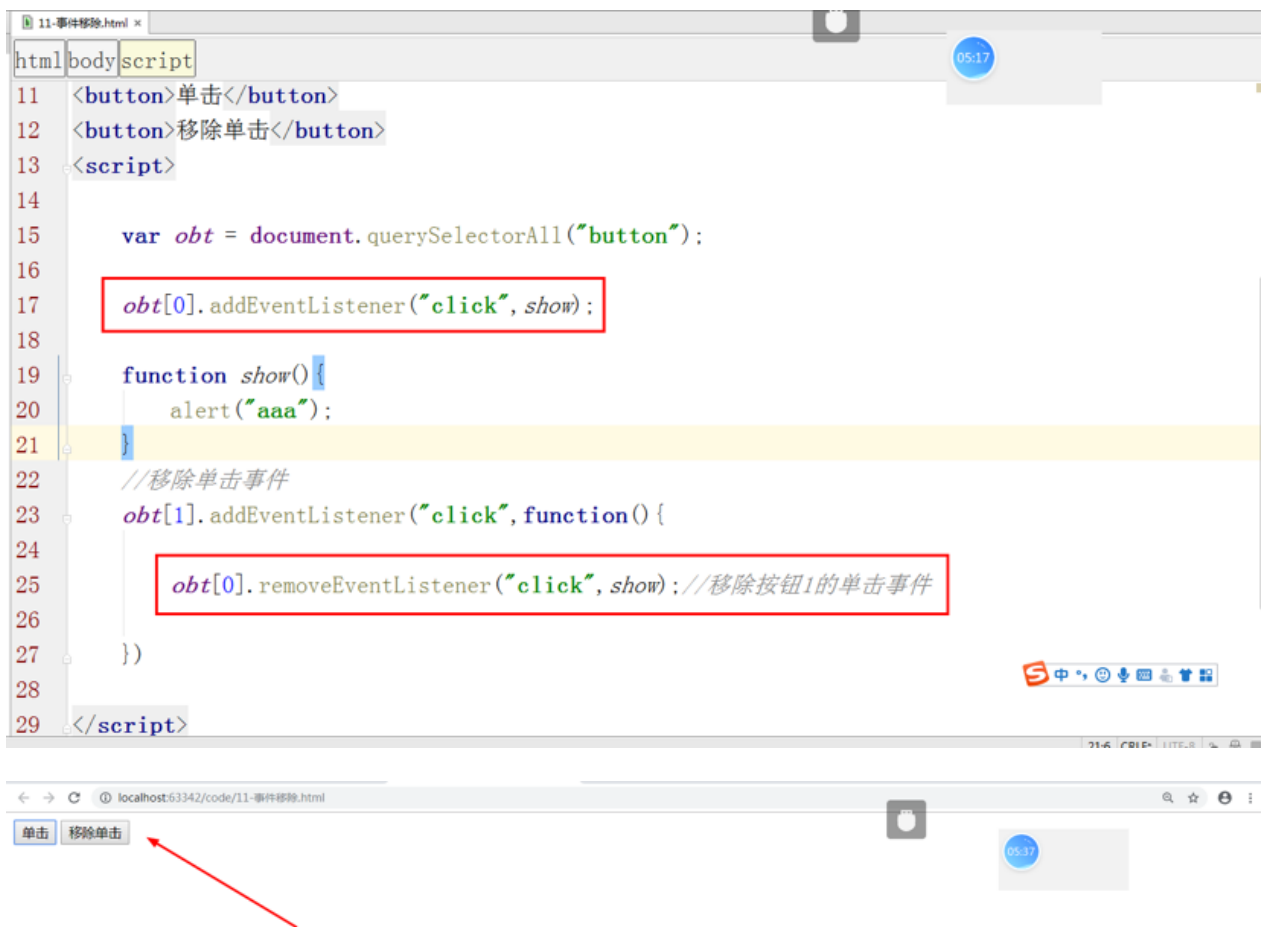 11-事件移除.html ×
html body script
05:17
11 <button>单击</button>
12 <button>移除单击</button>
13 <script>
14
15 var obt = document.querySelectorAll("button");
16
17 obt[0].addEventListener("click",show);
18
19 function show(){
20 alert("aaa");
21 }
22 //移除单击事件
23 obt[1].addEventListener("click",function(){
24
25 obt[0].removeEventListener("click",show);//移除按钮1的单击事件
26
27 })
中
28
29 </script>
21:6 CRLF UTF-8
localhost:63342/code/11-事件移除.html
单击 移除单击
05:37